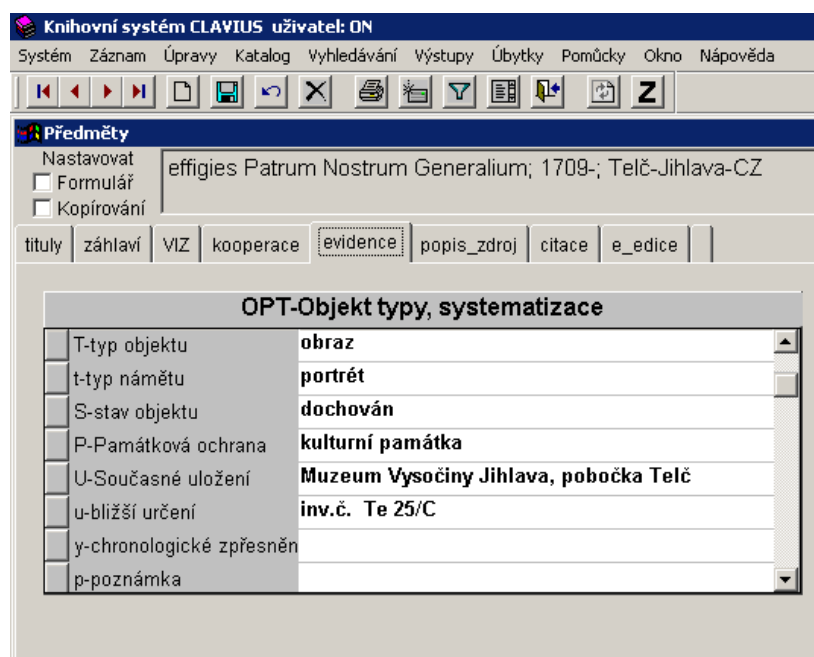 Knihovní systém CLAVIUS uživatel: ON
Systém Záznam Úpravy Katalog Vyhledávání Výstupy Úbytky Pomůcky Okno Nápověda
Z
Předměty
Nastavovat
Formulář
Kopírování
effigies Patrum Nostrum Generalium; 1709-; Telč-Jihlava-CZ
tituly záhlaví VIZ kooperace evidence popis_zdroj citace e_edice
OPT-Objekt typy, systematizace
T-typ objektu obraz
t-typ námětu portrét
S-stav objektu dochován
P-Památková ochrana kulturní památka
U-Současné uložení Muzeum Vysočiny Jihlava, pobočka Telč
u-bližší určení inv.č. Te 25/C
y-chronologické zpřesněn
p-poznámka